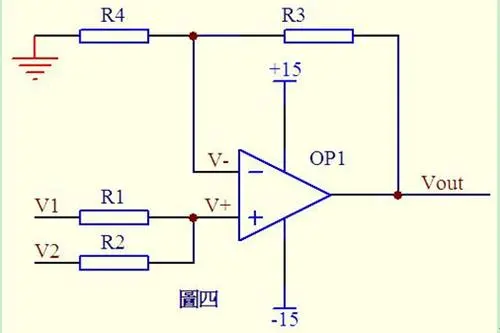 R4 R3
+15
V- OP1
V1 R1 V+ Vout
V2 R2
圖四
-15